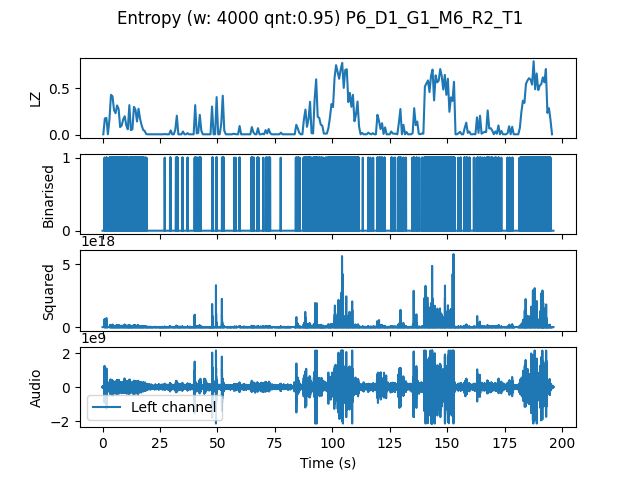 Entropy (w: 4000 qnt:0.95) P6_D1_G1_M6_R2_T1
LZ
0.5
0.0
Binarised
1
0
1e18
Squared
5
0
1e9
Audio
2
0
−2
Left channel
0 25 50 75 100 125 150 175 200
Time (s)